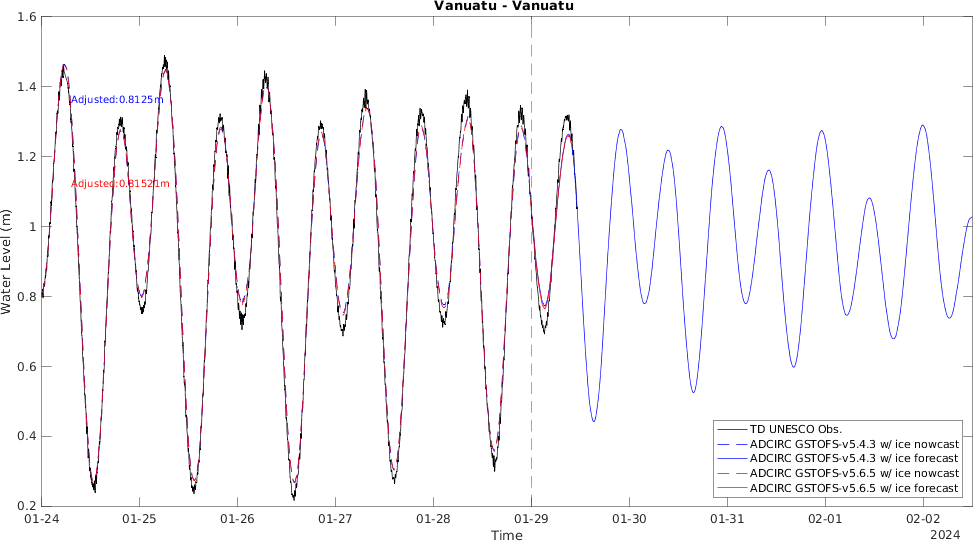 Vanuatu - Vanuatu
1.6
1.4
1.2
1
0.8
0.6
0.4
0.2
Water Level (m)
Adjusted:0.8125m
Adjusted:0.81521m
TD UNESCO Obs.
ADCIRC GSTOFS-v5.4.3 w/ ice nowcast
ADCIRC GSTOFS-v5.4.3 w/ ice forecast
ADCIRC GSTOFS-v5.6.5 w/ ice nowcast
ADCIRC GSTOFS-v5.6.5 w/ ice forecast
01-24 01-25 01-26 01-27 01-28 01-29 01-30 01-31 02-01 02-02
Time
2024